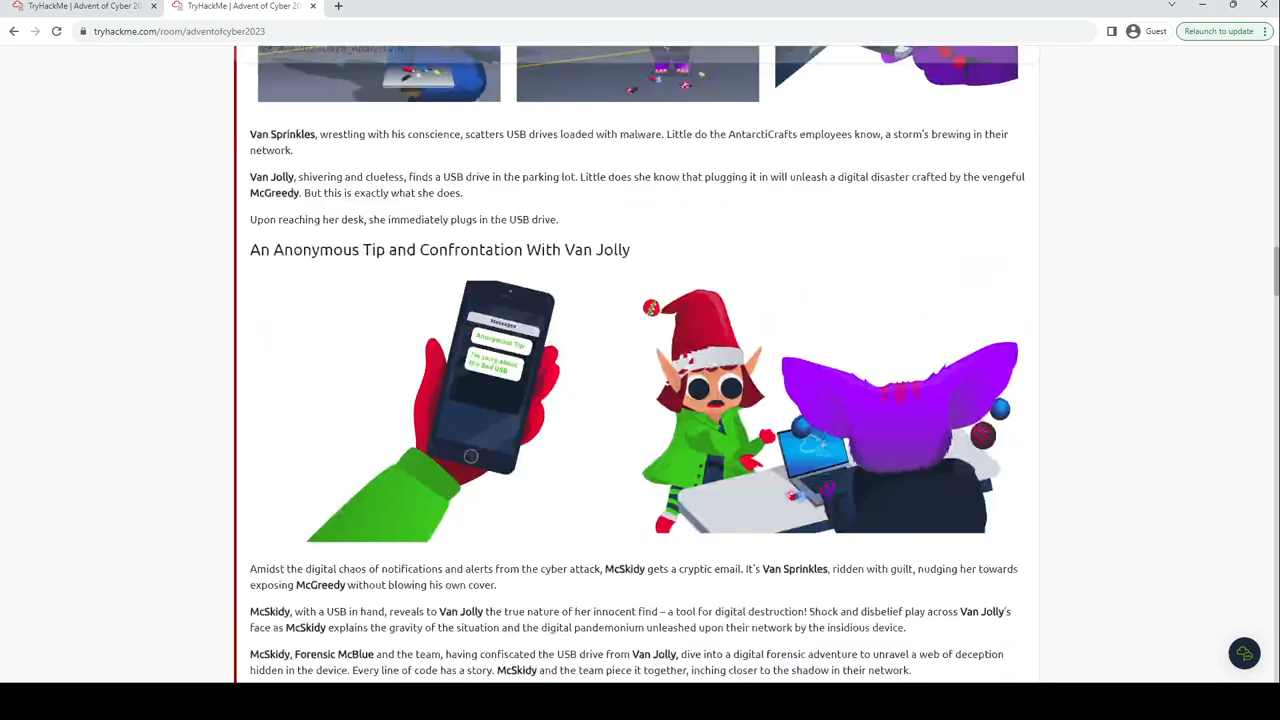 TryHackMe | Advent of Cyber 20
TryHackMe | Advent of Cyber 20
tryhackme.com/room/adventofcyber2023
Guest
Relaunch to update
Van Sprinkles, wrestling with his conscience, scatters USB drives loaded with malware. Little do the AntarctiCrafts employees know, a storm's brewing in their
network.
Van Jolly, shivering and clueless, finds a USB drive in the parking lot. Little does she know that plugging it in will unleash a digital disaster crafted by the vengeful
McGreedy. But this is exactly what she does.
Upon reaching her desk, she immediately plugs in the USB drive.
An Anonymous Tip and Confrontation With Van Jolly
Messages
Anonymous Tip
I'm sorry about
the Bad USB
Amidst the digital chaos of notifications and alerts from the cyber attack, McSkidy gets a cryptic email. It's Van Sprinkles, ridden with guilt, nudging her towards
exposing McGreedy without blowing his own cover.
McSkidy, with a USB in hand, reveals to Van Jolly the true nature of her innocent find – a tool for digital destruction! Shock and disbelief play across Van Jolly's
face as McSkidy explains the gravity of the situation and the digital pandemonium unleashed upon their network by the insidious device.
McSkidy, Forensic McBlue and the team, having confiscated the USB drive from Van Jolly, dive into a digital forensic adventure to unravel a web of deception
hidden in the device. Every line of code has a story. McSkidy and the team piece it together, inching closer to the shadow in their network.